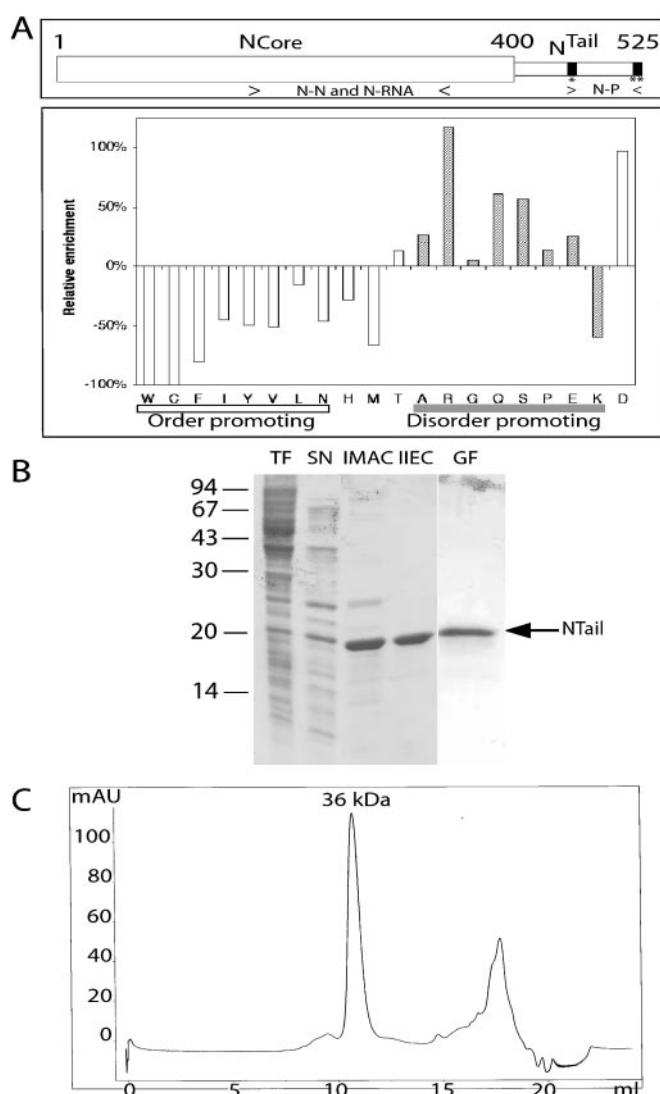 A
1 NCore 400 NTail 525
* **
> N-N and N-RNA < > N-P <
Relative enrichment
100%
50%
0%
-50%
-100%
W C F I Y V L N H M T A R G Q S P E K D
Order promoting Disorder promoting
B
TF SN IMAC IIEC GF
94
67
43
30
20
14
NTail
C
mAU
36 kDa
100
80
60
40
20
0
0 5 10 15 20 ml